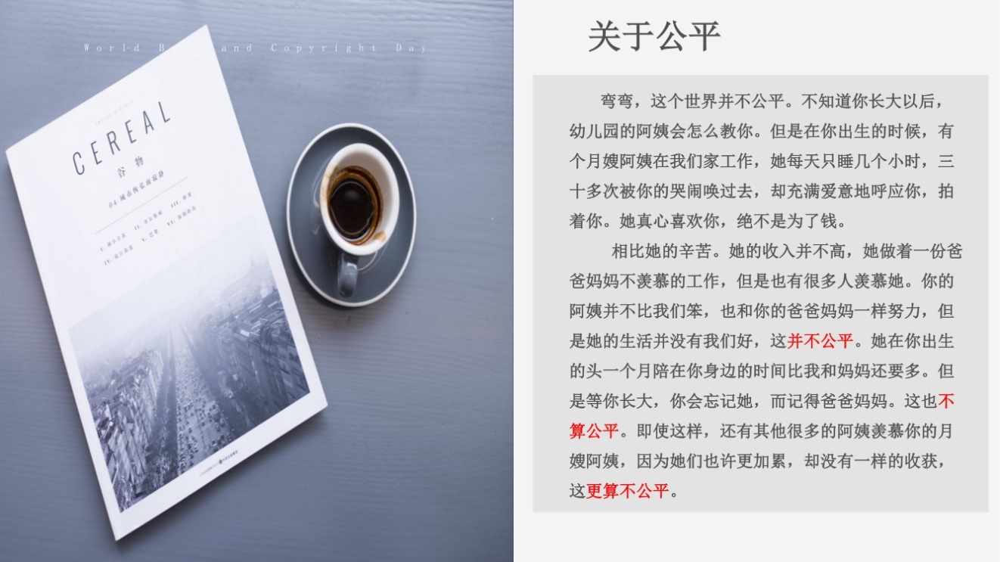 World Book and Copyright Day
CEREAL
谷物
关于公平
弯弯，这个世界并不公平。不知道你长大以后，
幼儿园的阿姨会怎么教你。但是在你出生的时候，有
个月嫂阿姨在我们家工作，她每天只睡几个小时，三
十多次被你的哭闹唤过去，却充满爱意地呼应你，拍
着你。她真心喜欢你，绝不是为了钱。
相比她的辛苦。她的收入并不高，她做着一份爸
爸妈妈不羡慕的工作，但是也有很多人羡慕她。你的
阿姨并不比我们笨，也和你的爸爸妈妈一样努力，但
是她的生活并没有我们好，这并不公平。她在你出生
的头一个月陪在你身边的时间比我和妈妈还要多。但
是等你长大，你会忘记她，而记得爸爸妈妈。这也不
算公平。即使这样，还有其他很多的阿姨羡慕你的月
嫂阿姨，因为她们也许更加累，却没有一样的收获，
这更算不公平。